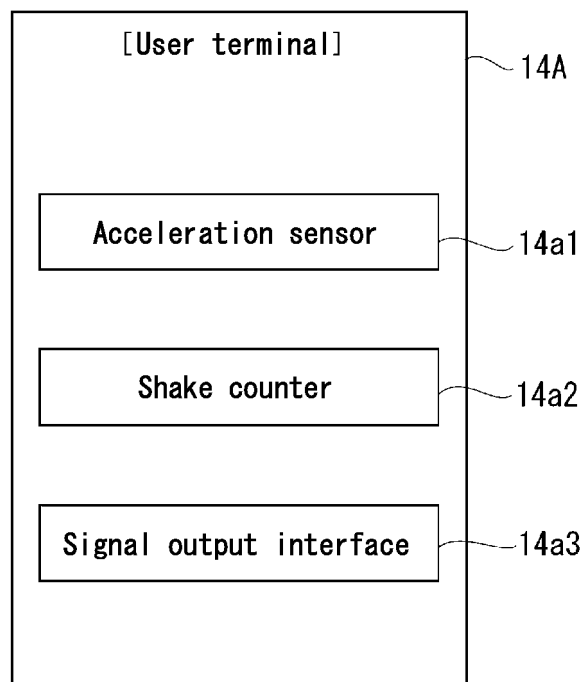 [User terminal]
14A
Acceleration sensor
14a1
Shake counter
14a2
Signal output interface
14a3